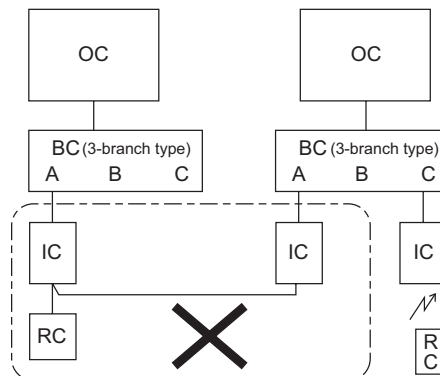 OC
OC
BC (3-branch type)
BC (3-branch type)
A B C
A B C
IC
IC
IC
RC
R
C